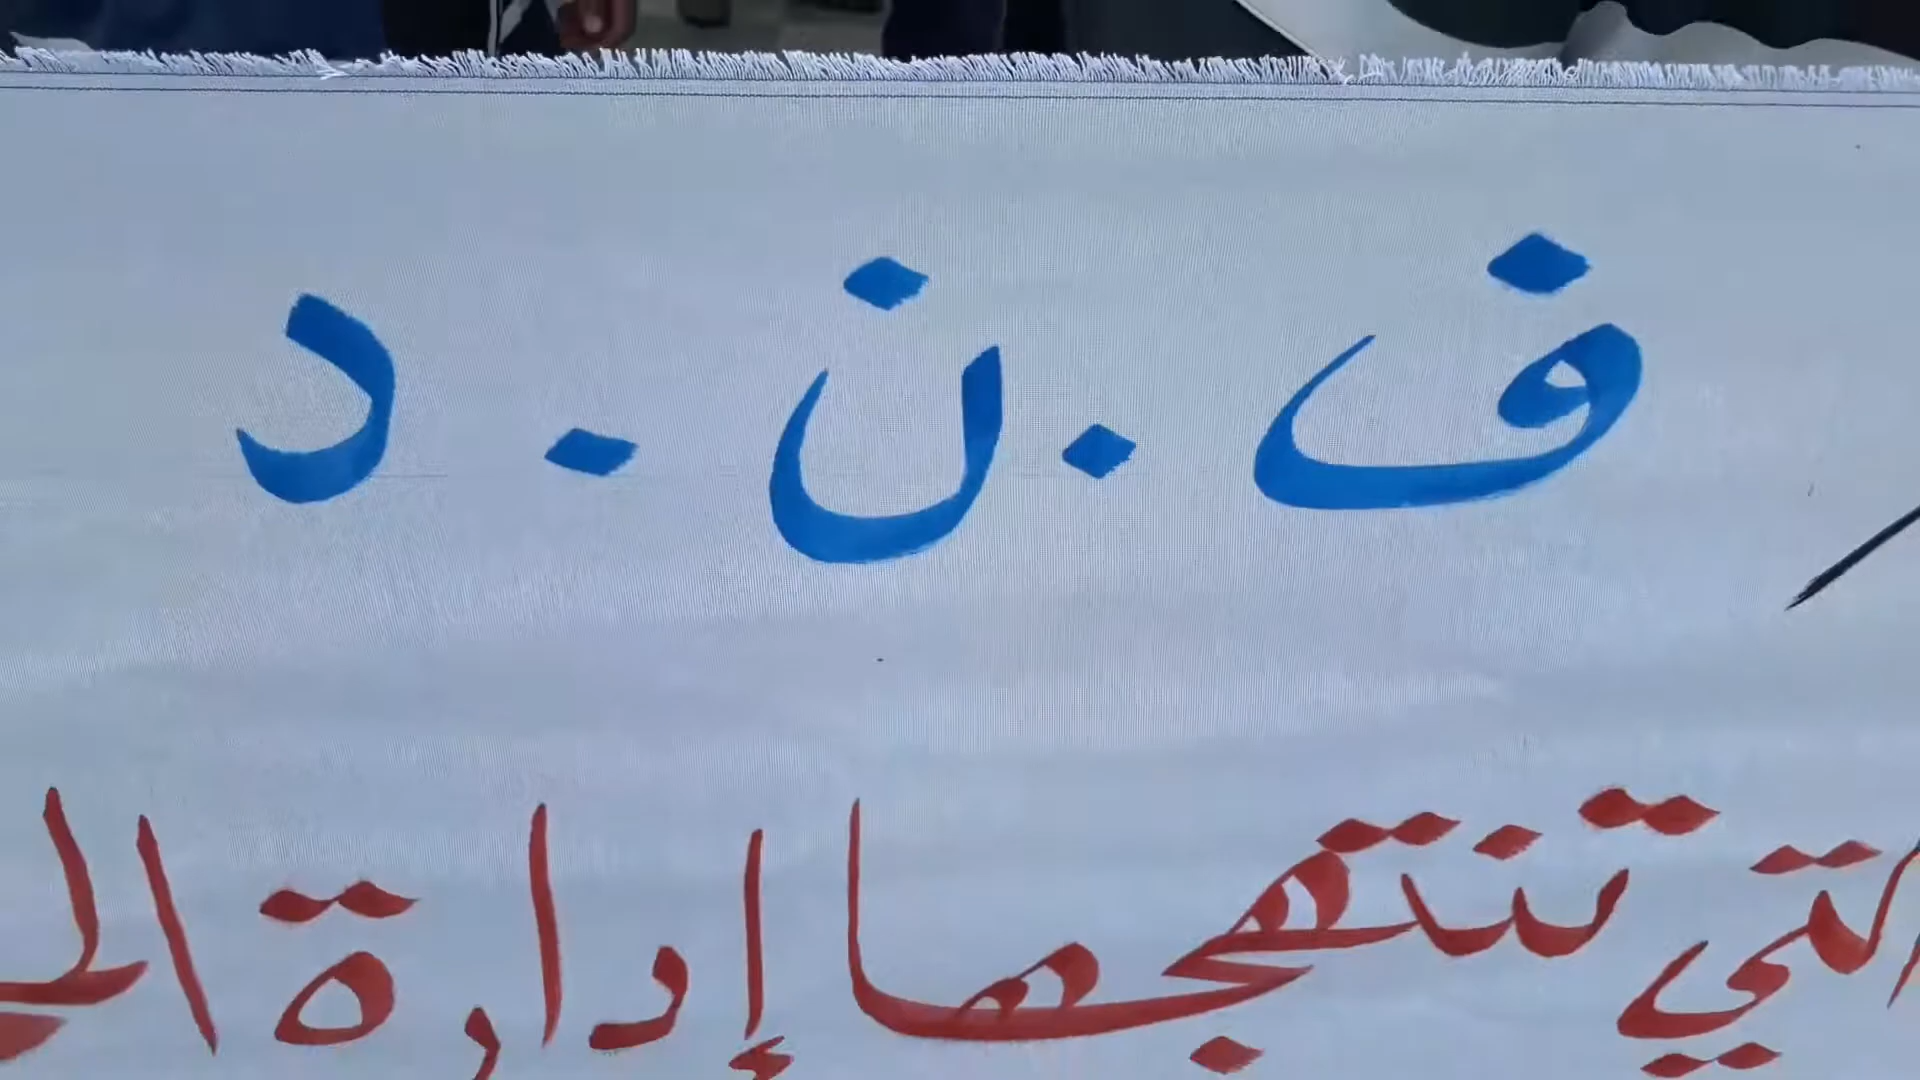 ف . ن . د
التي تنتهجها إدارة